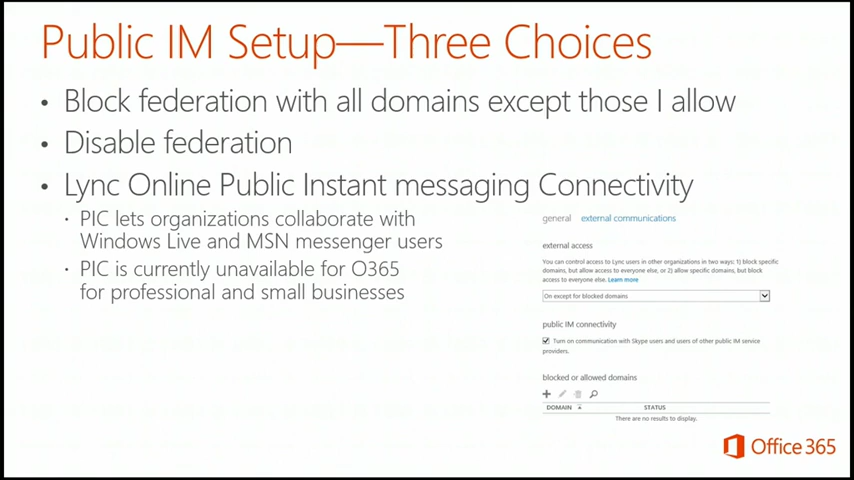 Public IM Setup—Three Choices
• Block federation with all domains except those I allow
• Disable federation
• Lync Online Public Instant messaging Connectivity
• PIC lets organizations collaborate with
Windows Live and MSN messenger users
• PIC is currently unavailable for O365
for professional and small businesses
general external communications
external access
You can control access to Lync users in other organizations in two ways: 1) block specific
domains, but allow access to everyone else, or 2) allow specific domains, but block
access to everyone else. Learn more
On except for blocked domains
public IM connectivity
Turn on communication with Skype users and users of other public IM service
providers.
blocked or allowed domains
DOMAIN STATUS
There are no results to display.
Office 365